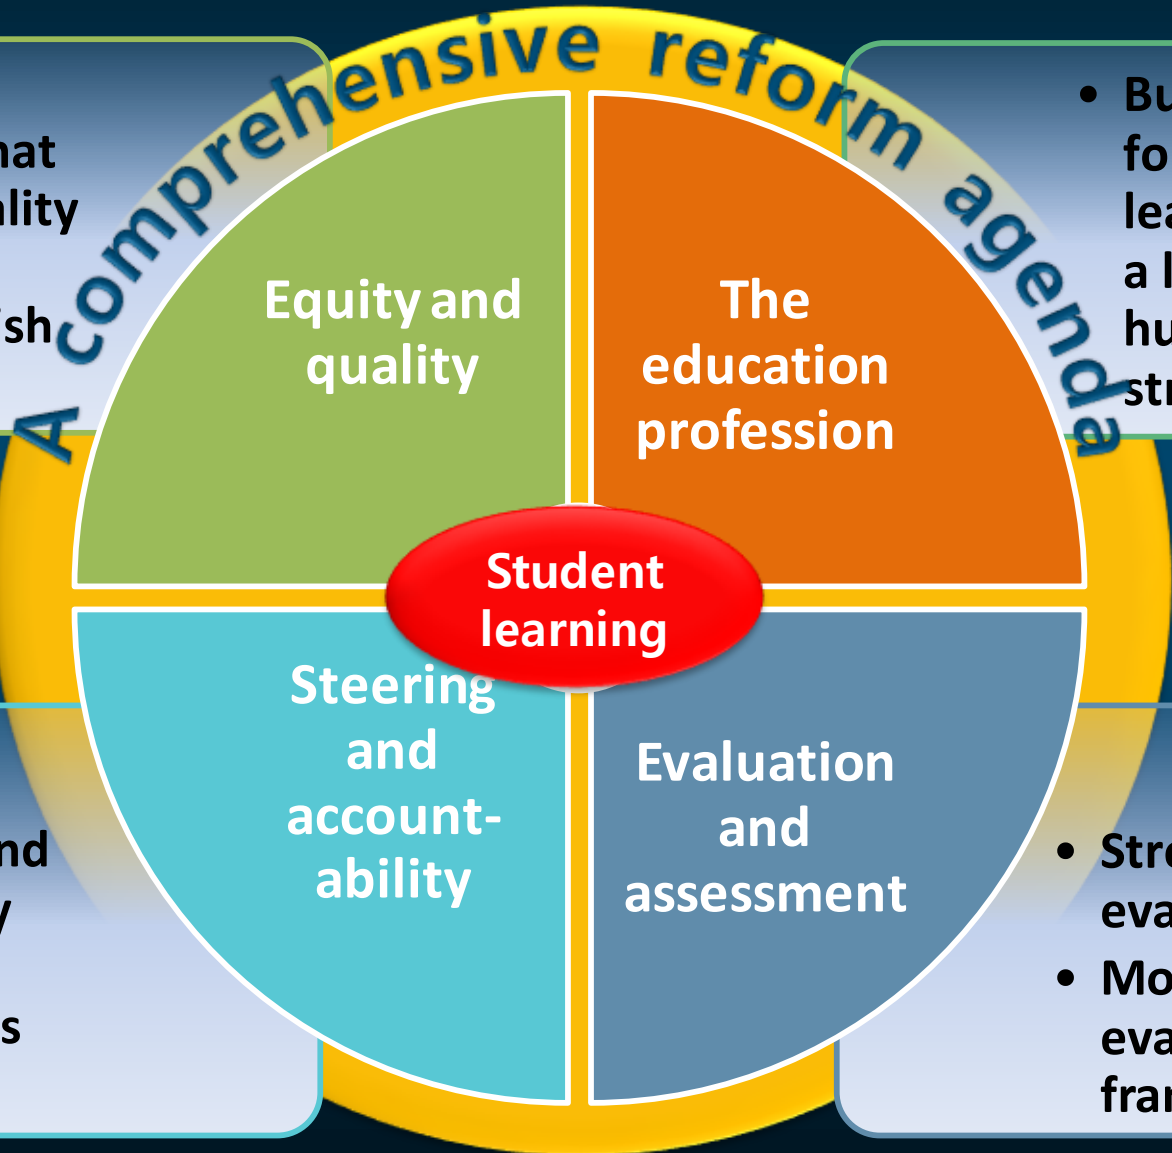 A comprehensive reform agenda
Equity and
quality
The
education
profession
Student
learning
Steering
and
account-
ability
Evaluation
and
assessment